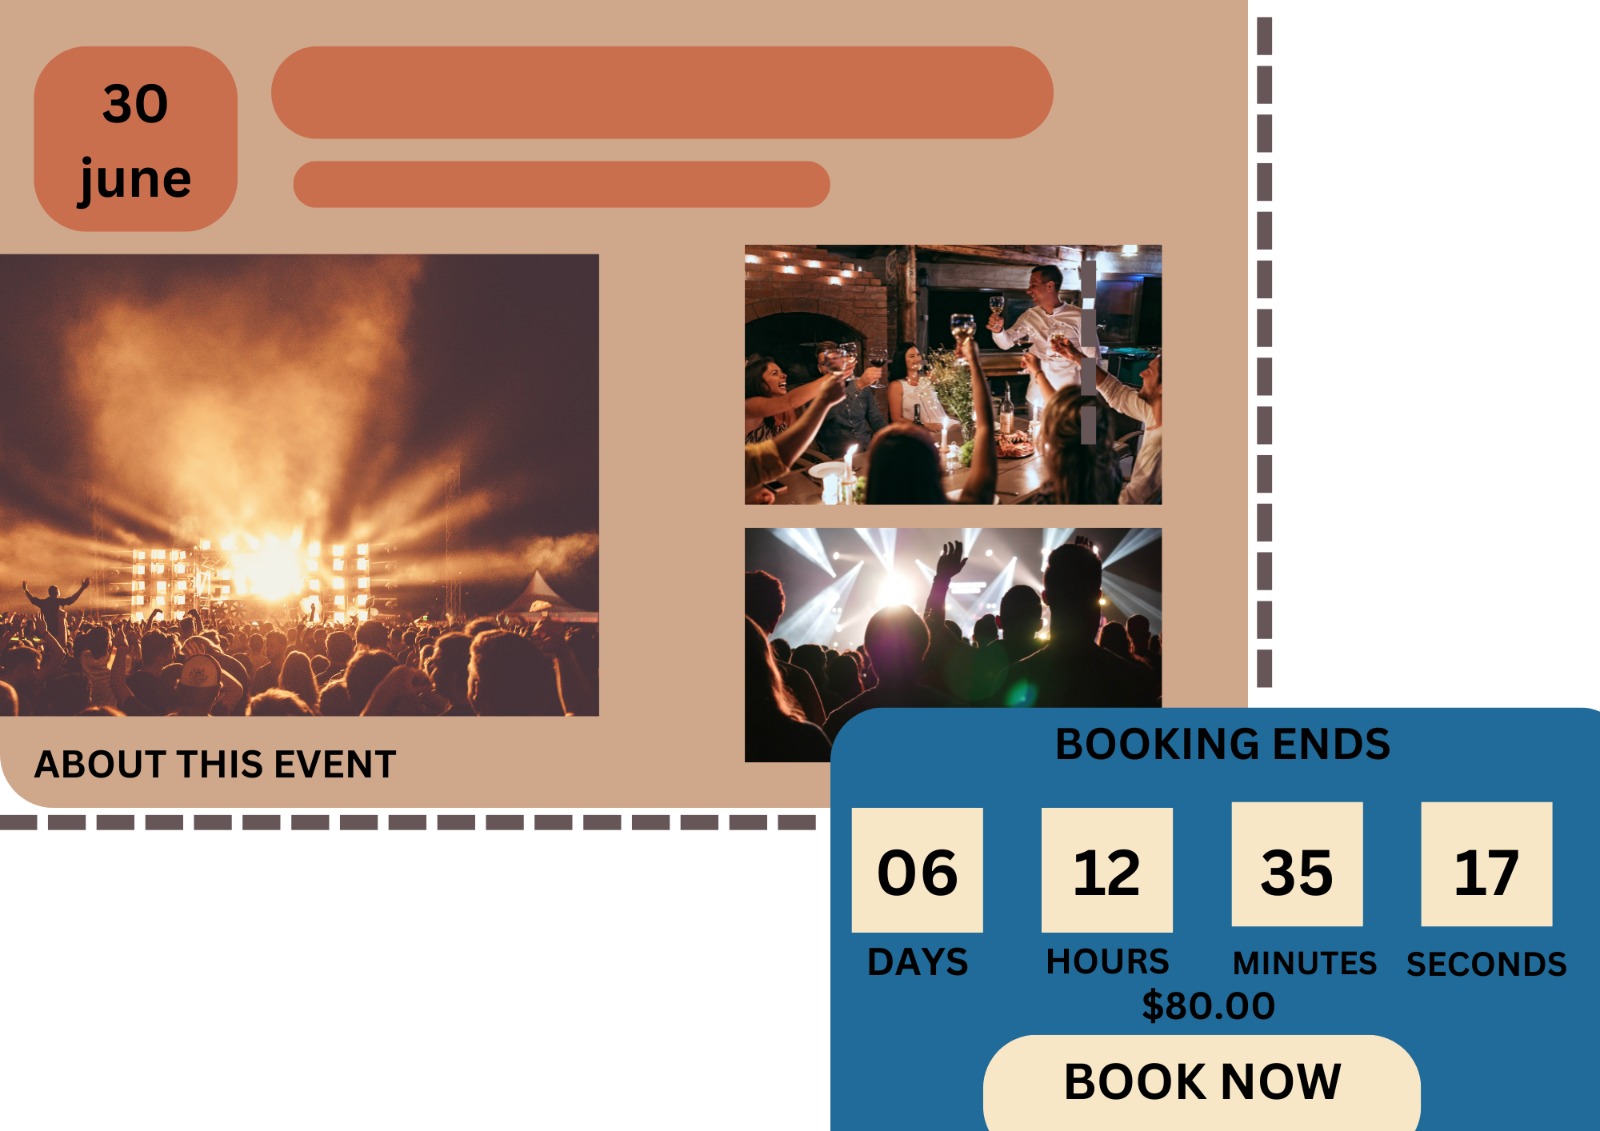 30
june
ABOUT THIS EVENT
BOOKING ENDS
06
12
35
17
DAYS
HOURS
MINUTES
SECONDS
$80.00
BOOK NOW